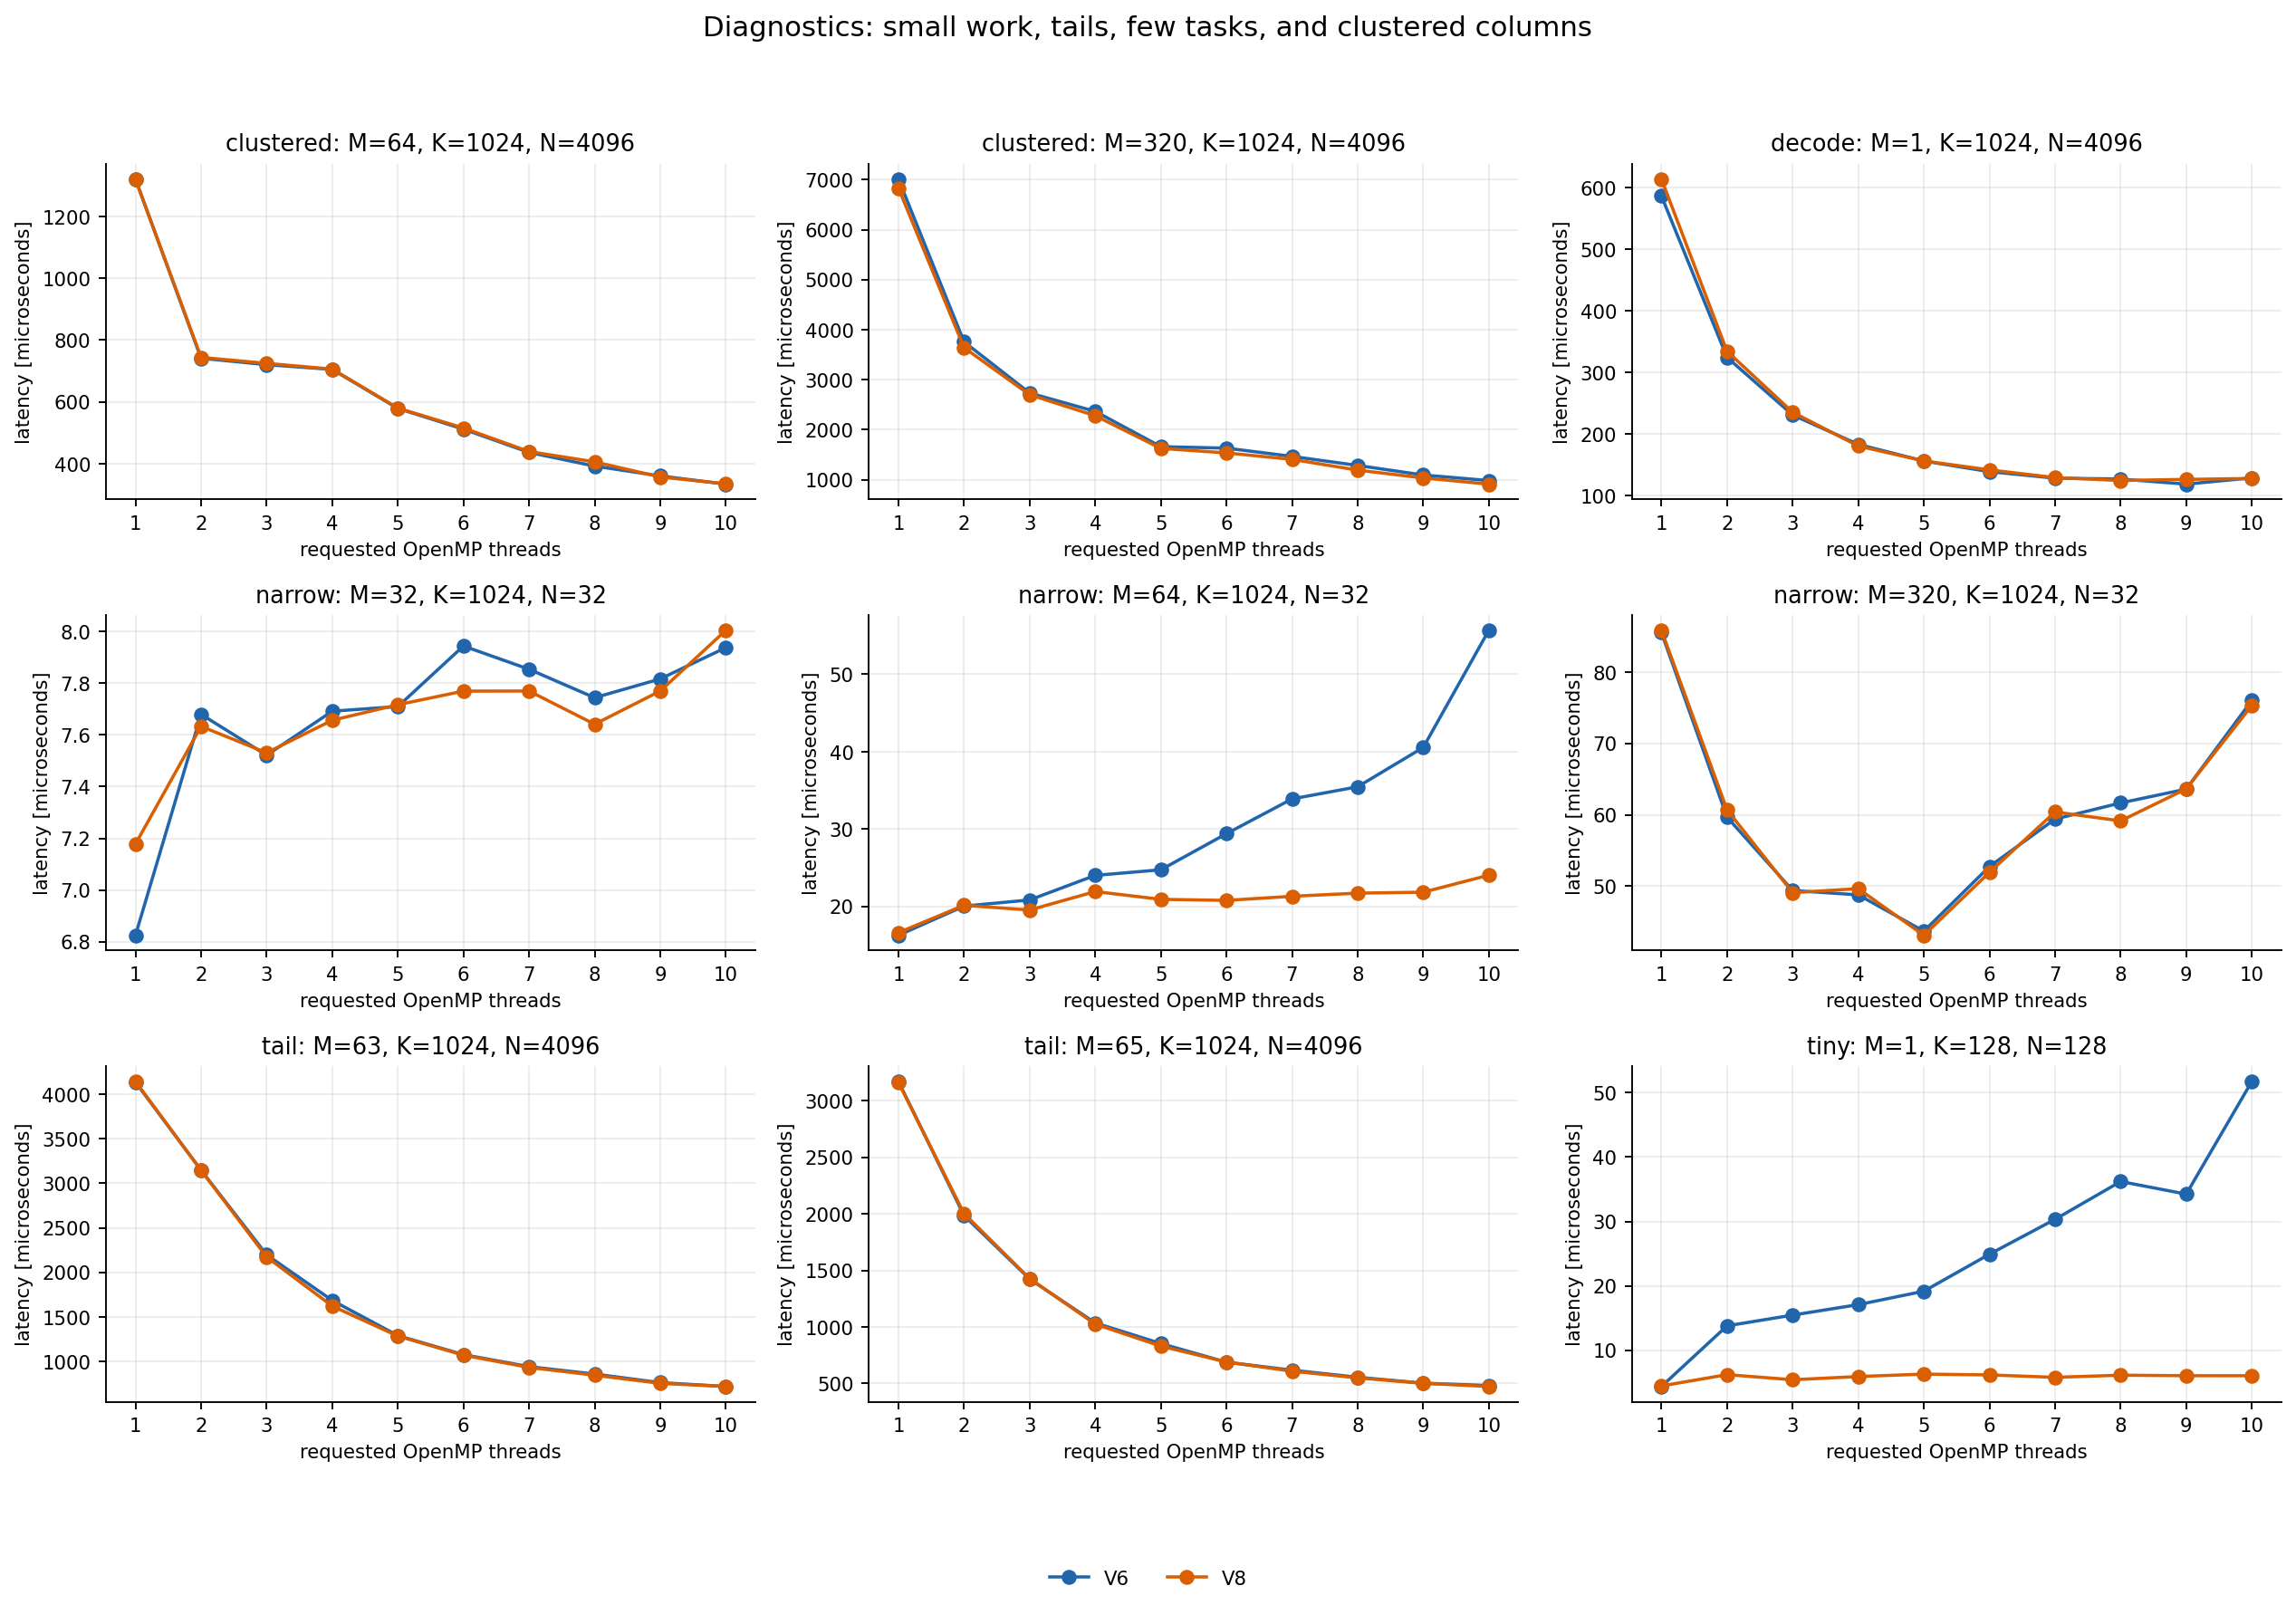 Diagnostics: small work, tails, few tasks, and clustered columns
clustered: M=64, K=1024, N=4096
latency [microseconds]
1200
1000
800
600
400
1 2 3 4 5 6 7 8 9 10
requested OpenMP threads
clustered: M=320, K=1024, N=4096
latency [microseconds]
7000
6000
5000
4000
3000
2000
1000
1 2 3 4 5 6 7 8 9 10
requested OpenMP threads
decode: M=1, K=1024, N=4096
latency [microseconds]
600
500
400
300
200
100
1 2 3 4 5 6 7 8 9 10
requested OpenMP threads
narrow: M=32, K=1024, N=32
latency [microseconds]
8.0
7.8
7.6
7.4
7.2
7.0
6.8
1 2 3 4 5 6 7 8 9 10
requested OpenMP threads
narrow: M=64, K=1024, N=32
latency [microseconds]
50
40
30
20
1 2 3 4 5 6 7 8 9 10
requested OpenMP threads
narrow: M=320, K=1024, N=32
latency [microseconds]
80
70
60
50
1 2 3 4 5 6 7 8 9 10
requested OpenMP threads
tail: M=63, K=1024, N=4096
latency [microseconds]
4000
3500
3000
2500
2000
1500
1000
1 2 3 4 5 6 7 8 9 10
requested OpenMP threads
tail: M=65, K=1024, N=4096
latency [microseconds]
3000
2500
2000
1500
1000
500
1 2 3 4 5 6 7 8 9 10
requested OpenMP threads
tiny: M=1, K=128, N=128
latency [microseconds]
50
40
30
20
10
1 2 3 4 5 6 7 8 9 10
requested OpenMP threads
V6 V8